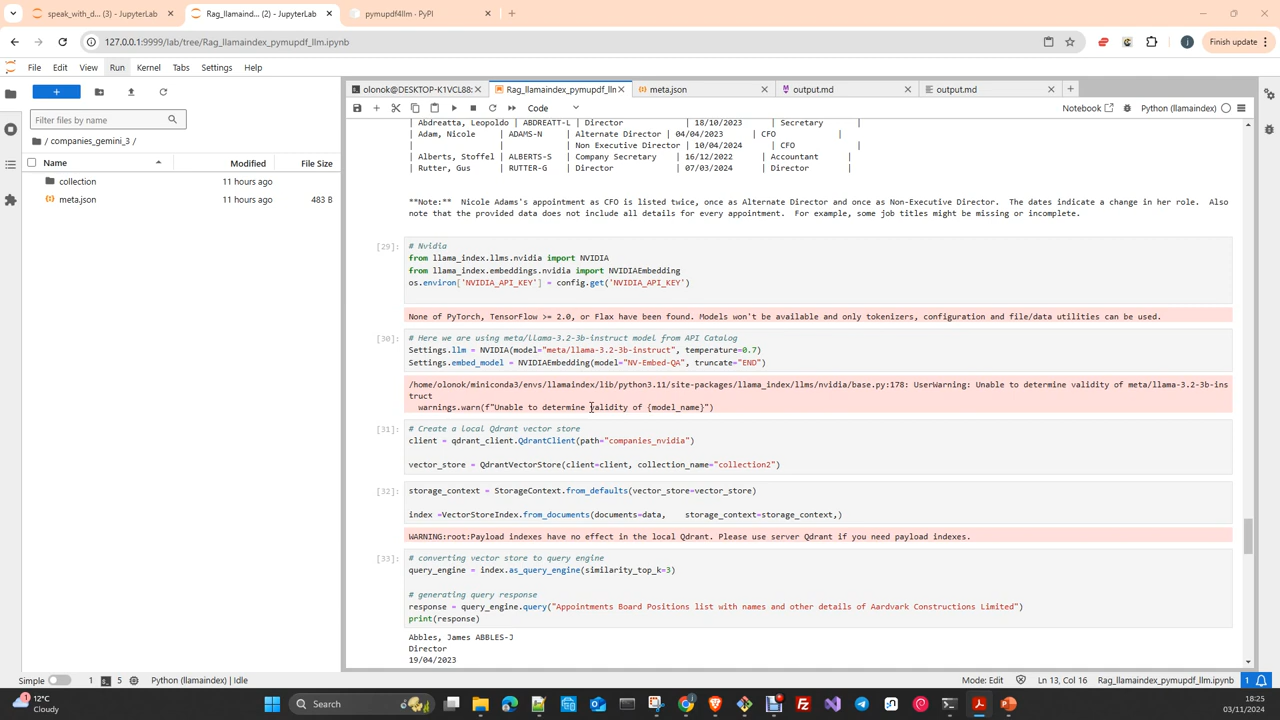 speak_with_d... (3) - JupyterLab
Rag_llamaind... (2) - JupyterLab
pymupdf4llm · PyPI
127.0.0.1:9999/lab/tree/Rag_llamaindex_pymupdf_llm.ipynb
Finish update
File Edit View Run Kernel Tabs Settings Help
olonok@DESKTOP-K1VCL88:
Rag_llamaindex_pymupdf_lln
meta.json
output.md
output.md
Code
Notebook
Python (llamaindex)
Filter files by name
/ companies_gemini_3 /
Name Modified File Size
collection 11 hours ago
meta.json 11 hours ago 483 B
| Abdreatta, Leopoldo | ABDREATT-L | Director | 18/10/2023 | Secretary |
| Adam, Nicole | ADAMS-N | Alternate Director | 04/04/2023 | CFO |
| | | Non Executive Director | 10/04/2024 | CFO |
| Alberts, Stoffel | ALBERTS-S | Company Secretary | 16/12/2022 | Accountant |
| Rutter, Gus | RUTTER-G | Director | 07/03/2024 | Director |
**Note:** Nicole Adams's appointment as CFO is listed twice, once as Alternate Director and once as Non-Executive Director. The dates indicate a change in her role. Also
note that the provided data does not include all details for every appointment. For example, some job titles might be missing or incomplete.
[29]: # Nvidia
from llama_index.llms.nvidia import NVIDIA
from llama_index.embeddings.nvidia import NVIDIAEmbedding
os.environ['NVIDIA_API_KEY'] = config.get('NVIDIA_API_KEY')
None of PyTorch, TensorFlow >= 2.0, or Flax have been found. Models won't be available and only tokenizers, configuration and file/data utilities can be used.
[30]: # Here we are using meta/llama-3.2-3b-instruct model from API Catalog
Settings.llm = NVIDIA(model="meta/llama-3.2-3b-instruct", temperature=0.7)
Settings.embed_model = NVIDIAEmbedding(model="NV-Embed-QA", truncate="END")
/home/olonok/miniconda3/envs/llamaindex/lib/python3.11/site-packages/llama_index/llms/nvidia/base.py:178: UserWarning: Unable to determine validity of meta/llama-3.2-3b-ins
truct
warnings.warn(f"Unable to determine validity of {model_name}")
[31]: # Create a local Qdrant vector store
client = qdrant_client.QdrantClient(path="companies_nvidia")
vector_store = QdrantVectorStore(client=client, collection_name="collection2")
[32]: storage_context = StorageContext.from_defaults(vector_store=vector_store)
index =VectorStoreIndex.from_documents(documents=data, storage_context=storage_context,)
WARNING:root:Payload indexes have no effect in the local Qdrant. Please use server Qdrant if you need payload indexes.
[33]: # converting vector store to query engine
query_engine = index.as_query_engine(similarity_top_k=3)
# generating query response
response = query_engine.query("Appointments Board Positions list with names and other details of Aardvark Constructions Limited")
print(response)
Abbles, James ABBLES-J
Director
19/04/2023
Simple 1 5 Python (llamaindex) | Idle
Mode: Edit Ln 13, Col 16 Rag_llamaindex_pymupdf_llm.ipynb 1
12°C
Cloudy
Search
18:25
03/11/2024